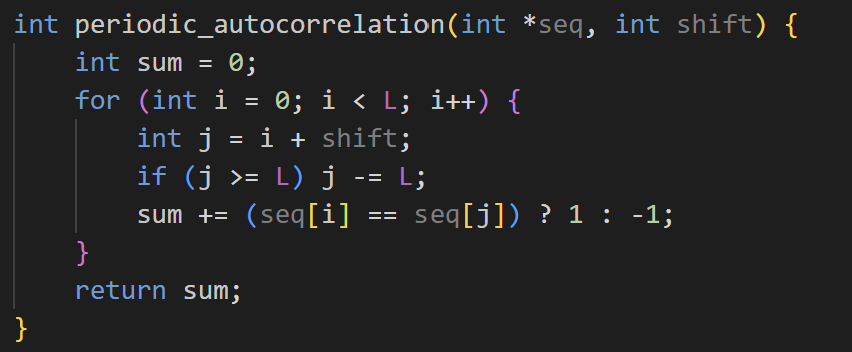 int periodic_autocorrelation(int *seq, int shift) {
    int sum = 0;
    for (int i = 0; i < L; i++) {
        int j = i + shift;
        if (j >= L) j -= L;
        sum += (seq[i] == seq[j]) ? 1 : -1;
    }
    return sum;
}